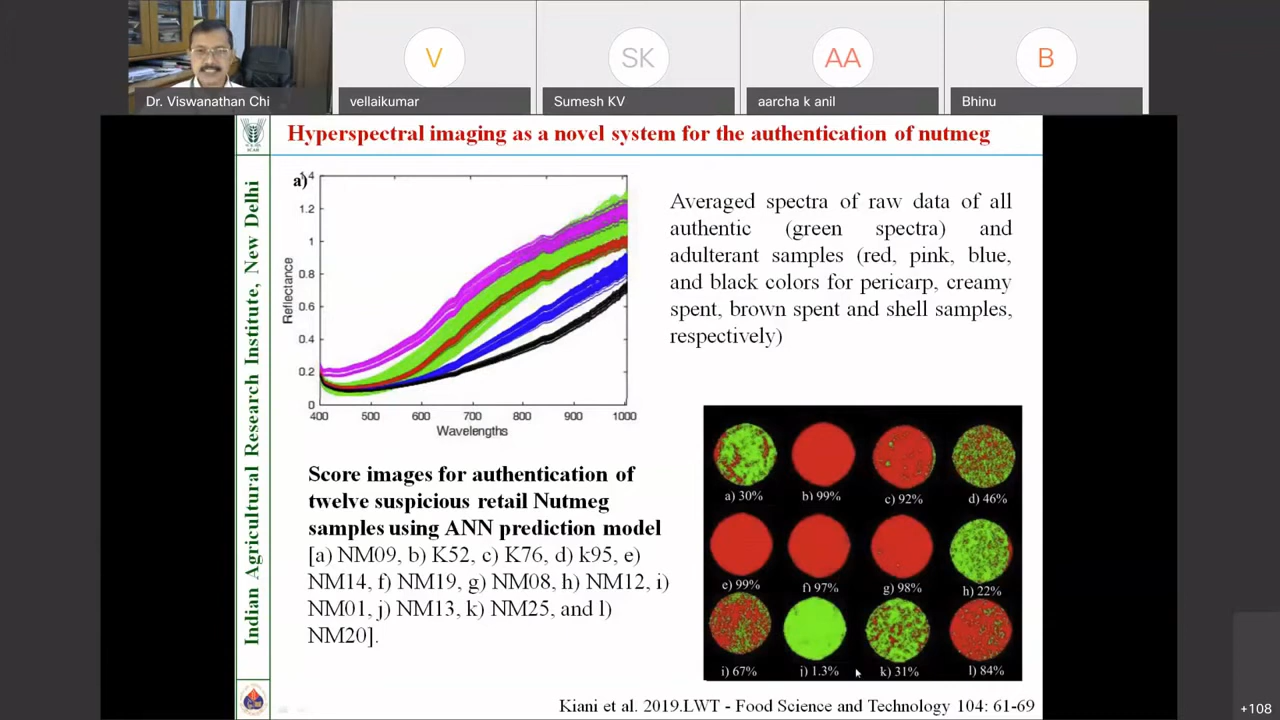 V
SK
AA
B
Dr. Viswanathan Chi
vellaikumar
Sumesh KV
aarcha k anil
Bhinu
Hyperspectral imaging as a novel system for the authentication of nutmeg
Indian Agricultural Research Institute, New Delhi
a)
1.4
1.2
1
0.8
0.6
0.4
0.2
0
Reflectance
400 500 600 700 800 900 1000
Wavelengths
Averaged spectra of raw data of all
authentic (green spectra) and
adulterant samples (red, pink, blue,
and black colors for pericarp, creamy
spent, brown spent and shell samples,
respectively)
Score images for authentication of
twelve suspicious retail Nutmeg
samples using ANN prediction model
[a) NM09, b) K52, c) K76, d) k95, e)
NM14, f) NM19, g) NM08, h) NM12, i)
NM01, j) NM13, k) NM25, and l)
NM20].
a) 30% b) 99% c) 92% d) 46%
e) 99% f) 97% g) 98% h) 22%
i) 67% j) 1.3% k) 31% l) 84%
Kiani et al. 2019.LWT - Food Science and Technology 104: 61-69
+108